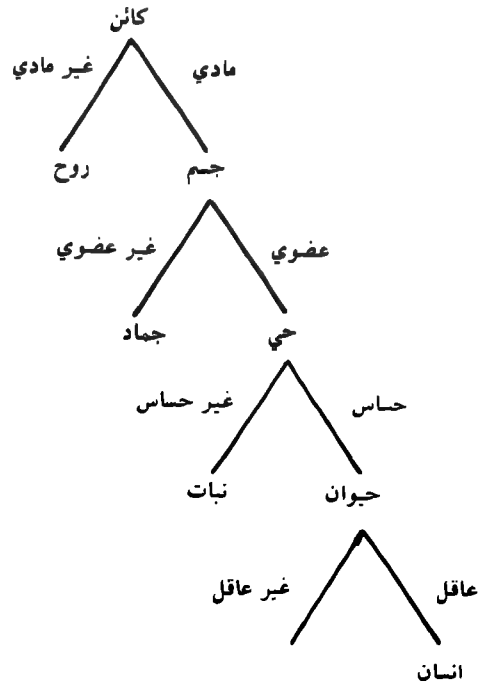 كائن
مادي غير مادي
جسم روح
عضوي غير عضوي
حي جماد
حساس غير حساس
حيوان نبات
عاقل غير عاقل
انسان